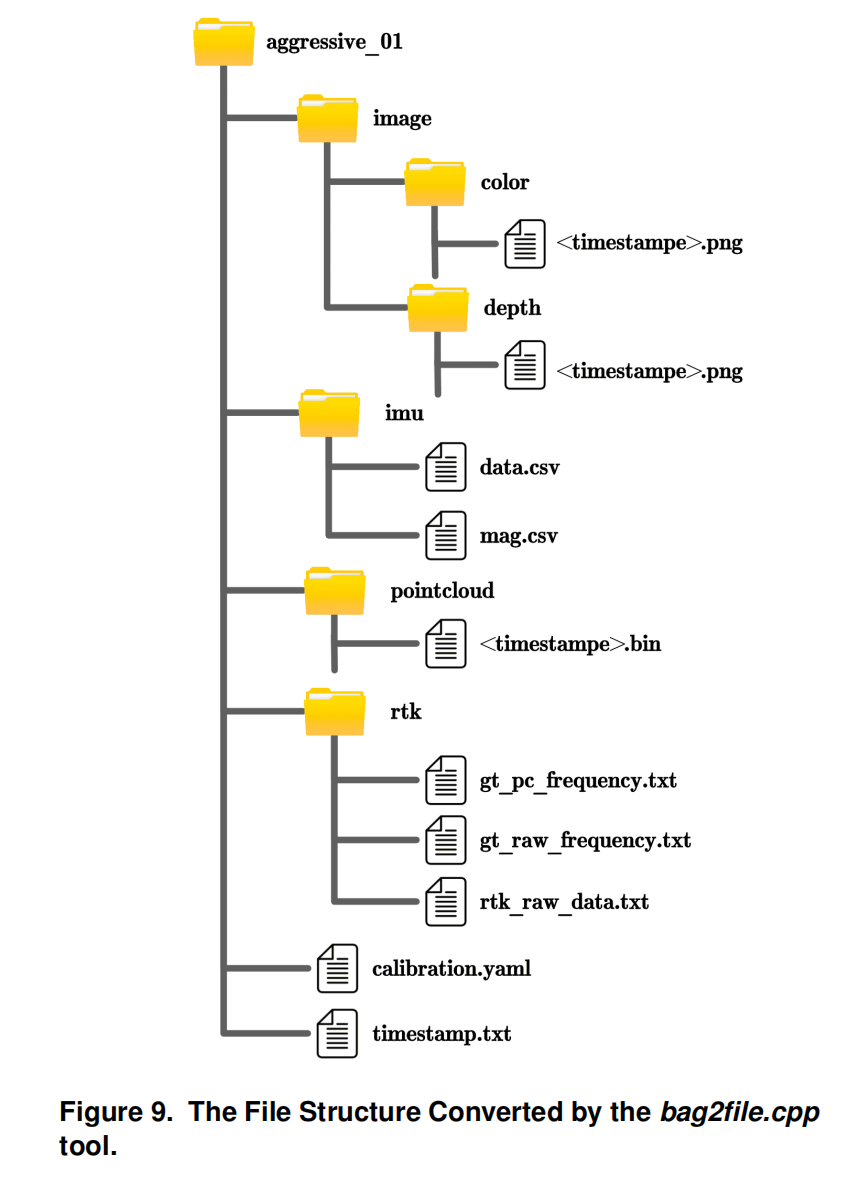 aggressive_01
image
color
<timestampe>.png
depth
<timestampe>.png
imu
data.csv
mag.csv
pointcloud
<timestampe>.bin
rtk
gt_pc_frequency.txt
gt_raw_frequency.txt
rtk_raw_data.txt
calibration.yaml
timestamp.txt
Figure 9. The File Structure Converted by the bag2file.cpp
tool.